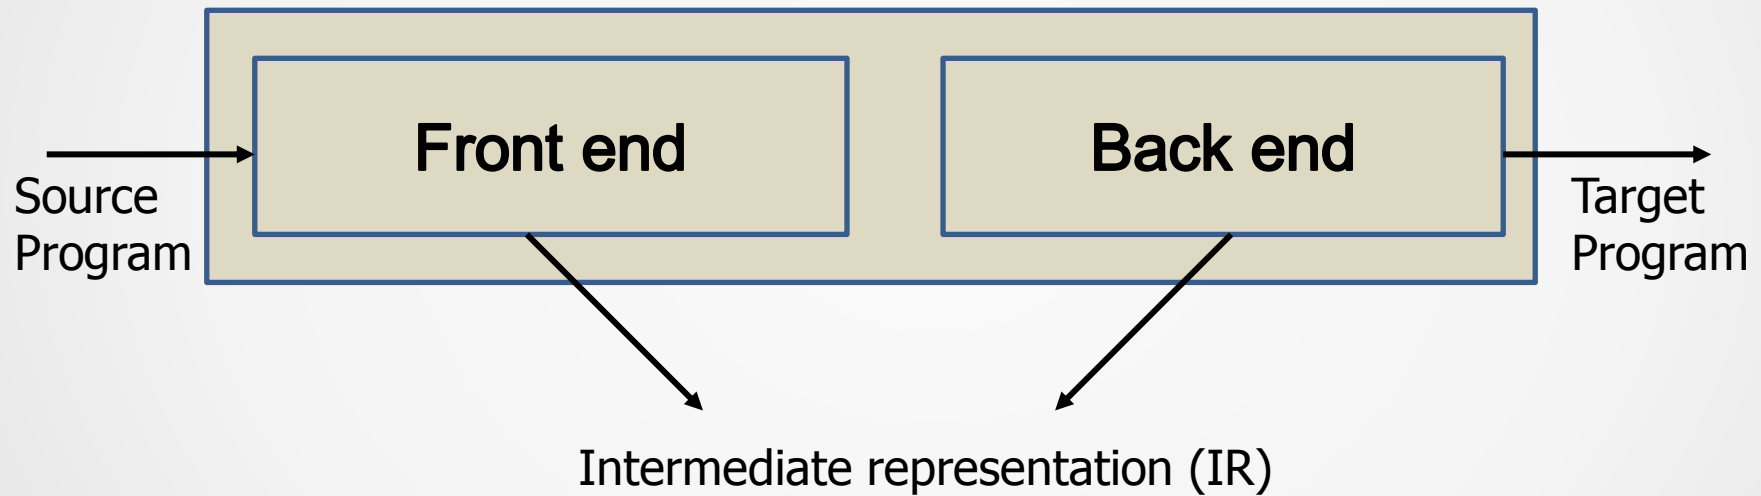 Front end
Back end
Source
Program
Target
Program
Intermediate representation (IR)